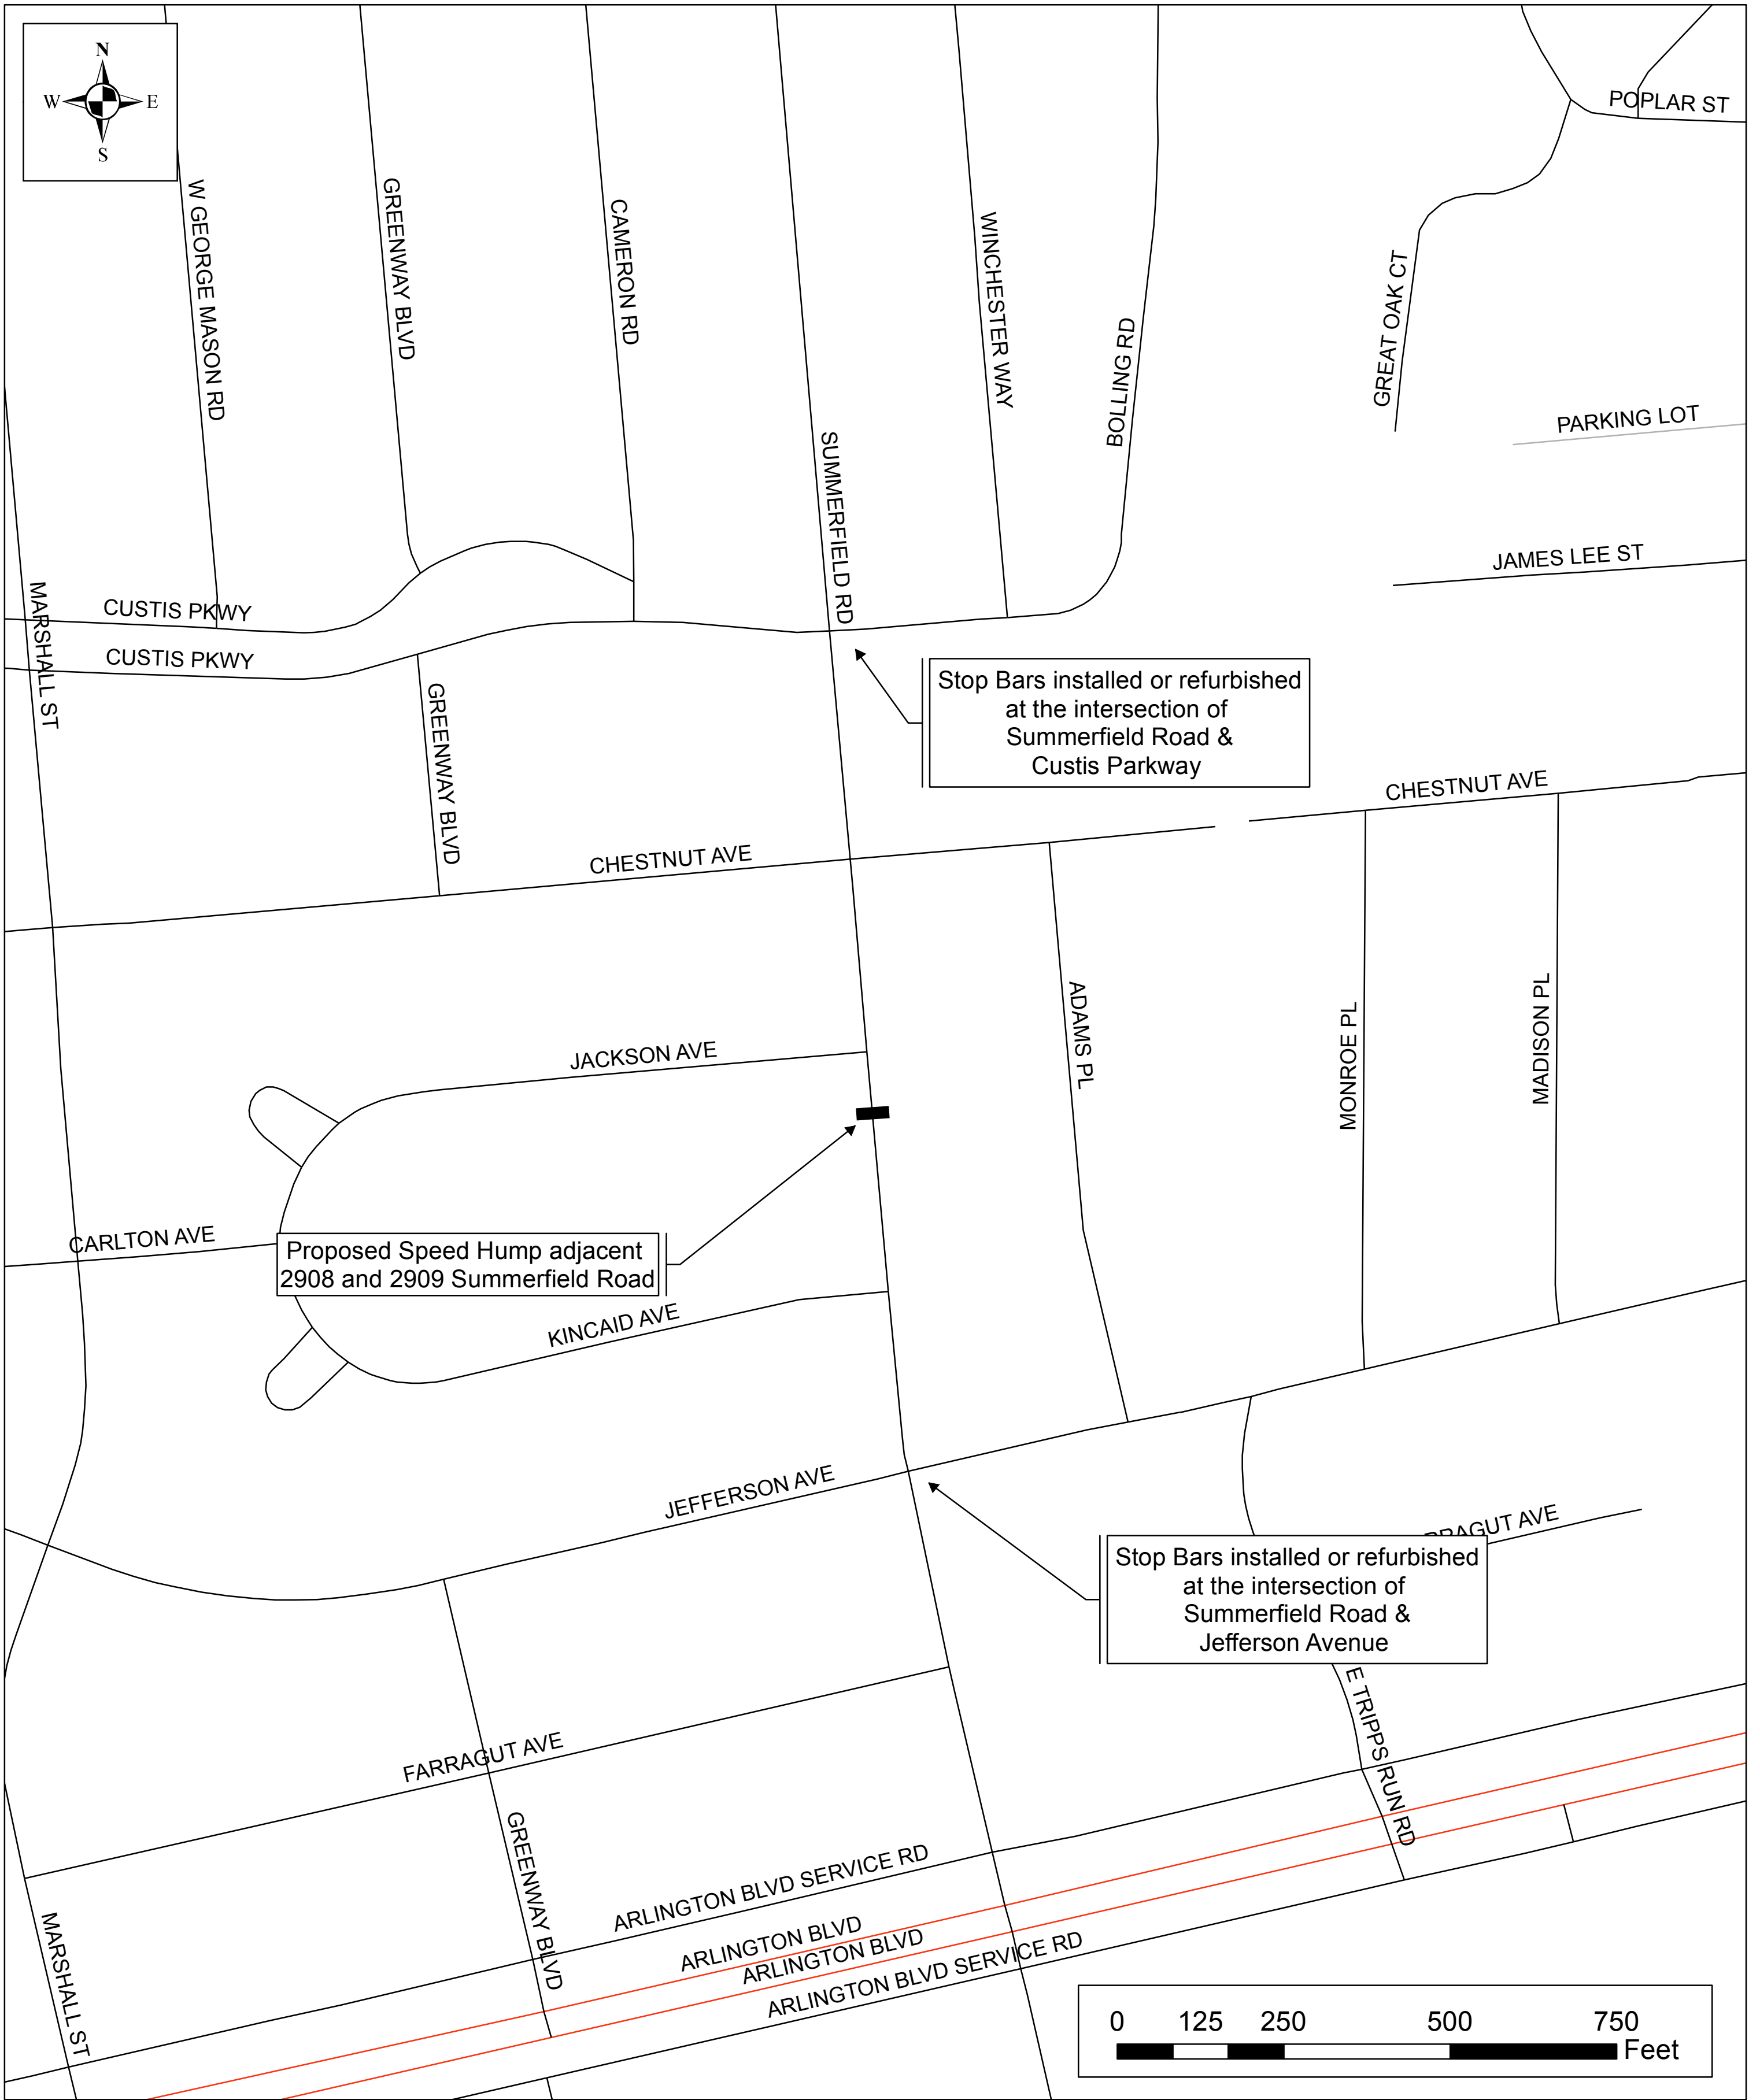 N
W E
S
POPLAR ST
W GEORGE MASON RD
GREENWAY BLVD
CAMERON RD
SUMMERFIELD RD
WINCHESTER WAY
BOLLING RD
GREAT OAK CT
PARKING LOT
JAMES LEE ST
MARSHALL ST
CUSTIS PKWY
CUSTIS PKWY
GREENWAY BLVD
Stop Bars installed or refurbished
at the intersection of
Summerfield Road &
Custis Parkway
CHESTNUT AVE
CHESTNUT AVE
JACKSON AVE
ADAMS PL
MONROE PL
MADISON PL
CARLTON AVE
Proposed Speed Hump adjacent
2908 and 2909 Summerfield Road
KINCAID AVE
JEFFERSON AVE
RRAGUT AVE
Stop Bars installed or refurbished
at the intersection of
Summerfield Road &
Jefferson Avenue
E TRIPPS RUN RD
FARRAGUT AVE
GREENWAY BLVD
ARLINGTON BLVD SERVICE RD
ARLINGTON BLVD
ARLINGTON BLVD
ARLINGTON BLVD SERVICE RD
MARSHALL ST
0 125 250 500 750
Feet